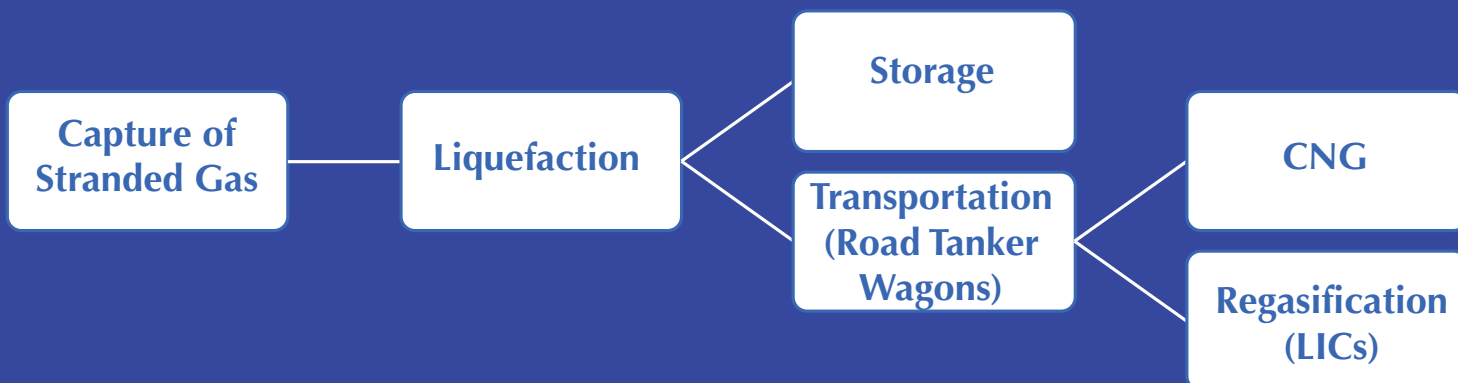 Capture of
Stranded Gas
Liquefaction
Storage
Transportation
(Road Tanker
Wagons)
CNG
Regasification
(LICs)